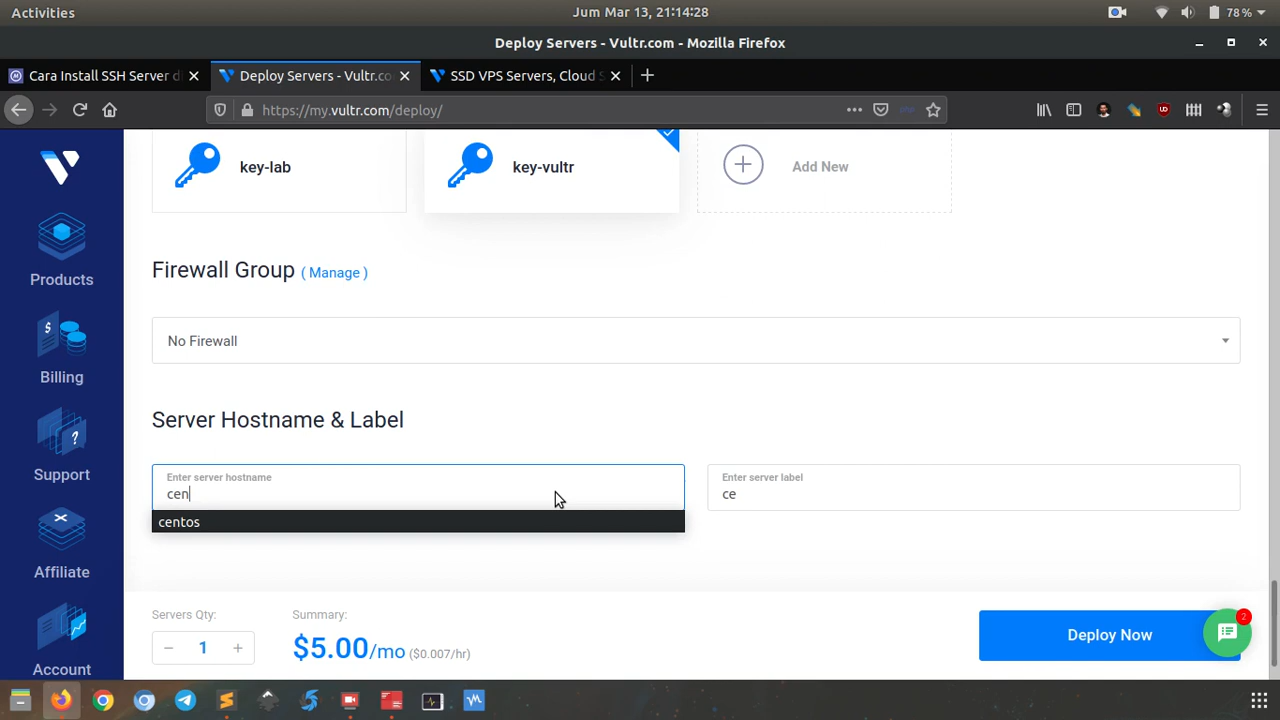 Activities
Jum Mar 13, 21:14:28
78 %
Deploy Servers - Vultr.com - Mozilla Firefox
Cara Install SSH Server d
Deploy Servers - Vultr.co
SSD VPS Servers, Cloud S
https://my.vultr.com/deploy/
key-lab
key-vultr
Add New
Products
Firewall Group ( Manage )
No Firewall
Billing
Server Hostname & Label
Support
Enter server hostname
cen
Enter server label
ce
centos
Affiliate
Servers Qty:
1
Summary:
$5.00/mo ($0.007/hr)
Deploy Now
2
Account